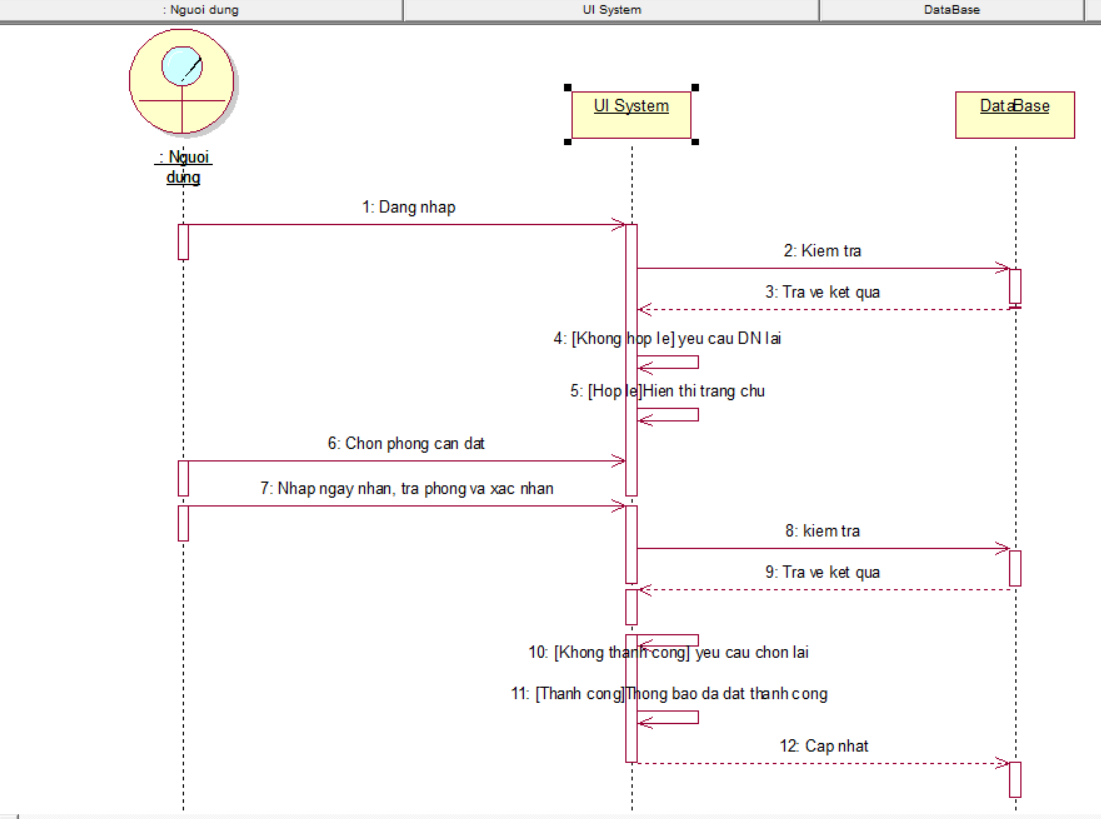 : Nguoi dung
UI System
DataBase
UI System
DataBase
: Nguoi
dung
1: Dang nhap
2: Kiem tra
3: Tra ve ket qua
4: [Khong hop le] yeu cau DN lai
5: [Hop le]Hien thi trang chu
6: Chon phong can dat
7: Nhap ngay nhan, tra phong va xac nhan
8: kiem tra
9: Tra ve ket qua
10: [Khong thanh cong] yeu cau chon lai
11: [Thanh cong]Thong bao da dat thanh cong
12: Cap nhat